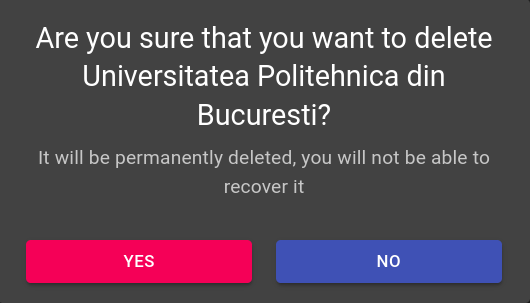 Are you sure that you want to delete
Universitatea Politehnica din
Bucuresti?
It will be permanently deleted, you will not be able to
recover it
YES
NO